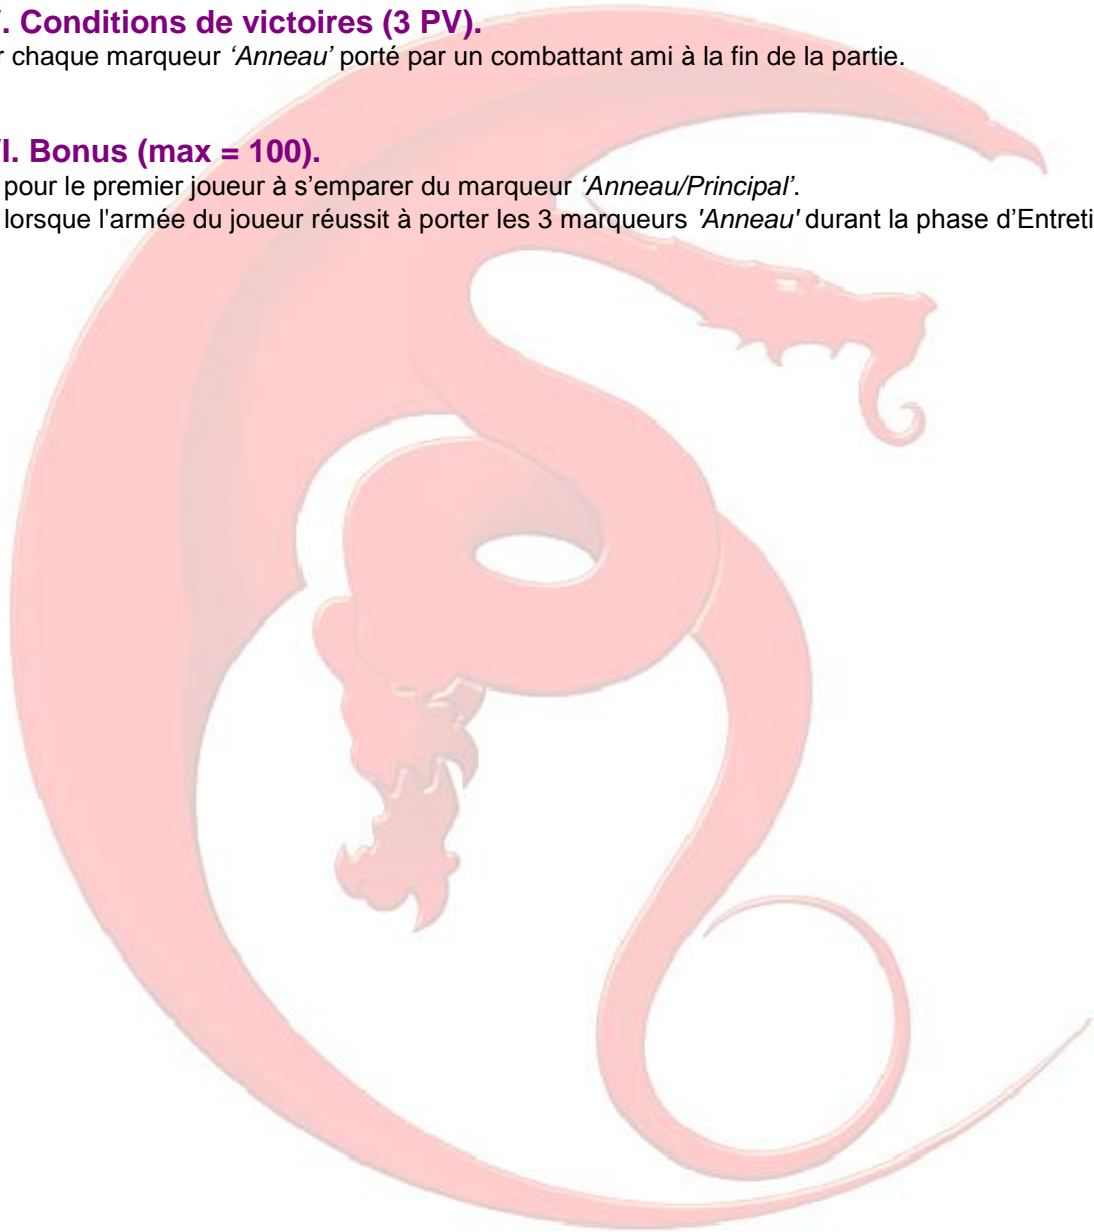 . Conditions de victoires (3 PV).
r chaque marqueur ‘Anneau’ porté par un combattant ami à la fin de la partie.
I. Bonus (max = 100).
pour le premier joueur à s’emparer du marqueur ‘Anneau/Principal’.
lorsque l'armée du joueur réussit à porter les 3 marqueurs 'Anneau' durant la phase d’Entreti